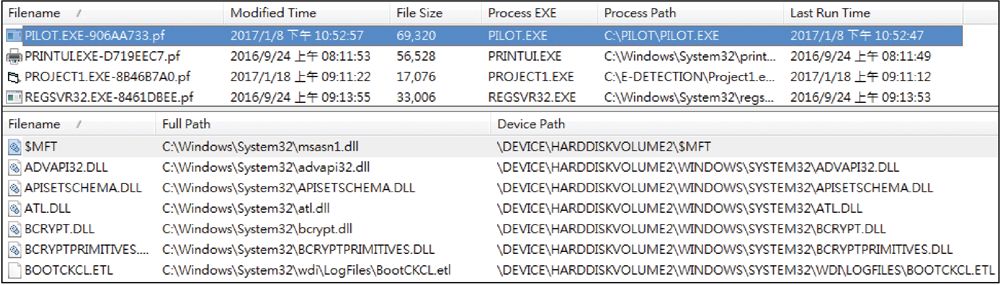 Filename / Modified Time File Size Process EXE Process Path Last Run Time
PILOT.EXE-906AA733.pf 2017/1/8 下午 10:52:57 69,320 PILOT.EXE C:\PILOT\PILOT.EXE 2017/1/8 下午 10:52:47
PRINTUI.EXE-D719EEC7.pf 2016/9/24 上午 08:11:53 56,528 PRINTUI.EXE C:\Windows\System32\print... 2016/9/24 上午 08:11:49
PROJECT1.EXE-8B46B7A0.pf 2017/1/18 上午 09:11:22 17,076 PROJECT1.EXE C:\E-DETECTION\Project1.e... 2017/1/18 上午 09:11:12
REGSVR32.EXE-8461DBEE.pf 2016/9/24 上午 09:13:55 33,006 REGSVR32.EXE C:\Windows\System32\regs... 2016/9/24 上午 09:13:53
Filename / Full Path Device Path
$MFT C:\Windows\System32\msasn1.dll \DEVICE\HARDDISKVOLUME2\$MFT
ADVAPI32.DLL C:\Windows\System32\advapi32.dll \DEVICE\HARDDISKVOLUME2\WINDOWS\SYSTEM32\ADVAPI32.DLL
APISETSCHEMA.DLL C:\Windows\System32\APISETSCHEMA.DLL \DEVICE\HARDDISKVOLUME2\WINDOWS\SYSTEM32\APISETSCHEMA.DLL
ATL.DLL C:\Windows\System32\atl.dll \DEVICE\HARDDISKVOLUME2\WINDOWS\SYSTEM32\ATL.DLL
BCRYPT.DLL C:\Windows\System32\bcrypt.dll \DEVICE\HARDDISKVOLUME2\WINDOWS\SYSTEM32\BCRYPT.DLL
BCRYPTPRIMITIVES.... C:\Windows\System32\BCRYPTPRIMITIVES.DLL \DEVICE\HARDDISKVOLUME2\WINDOWS\SYSTEM32\BCRYPTPRIMITIVES.DLL
BOOTCKCL.ETL C:\Windows\System32\wdi\LogFiles\BootCKCL.etl \DEVICE\HARDDISKVOLUME2\WINDOWS\SYSTEM32\WDI\LOGFILES\BOOTCKCL.ETL